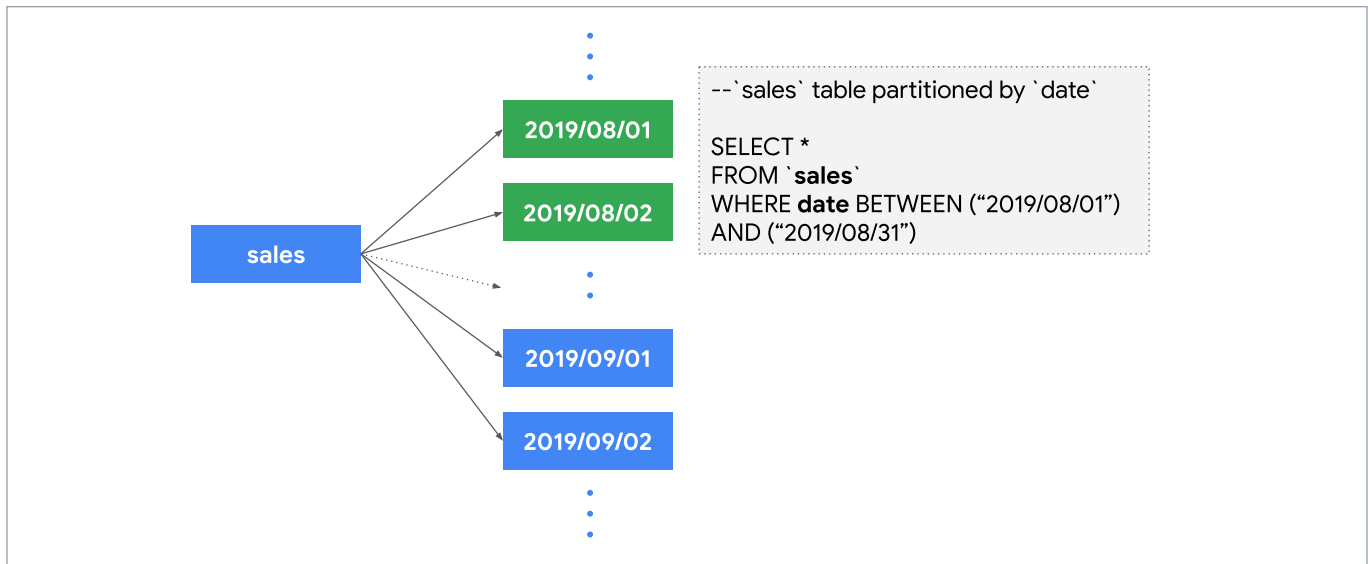 2019/08/01
2019/08/02
sales
2019/09/01
2019/09/02
--`sales` table partitioned by `date`
SELECT *
FROM `sales`
WHERE date BETWEEN (“2019/08/01”)
AND (“2019/08/31”)